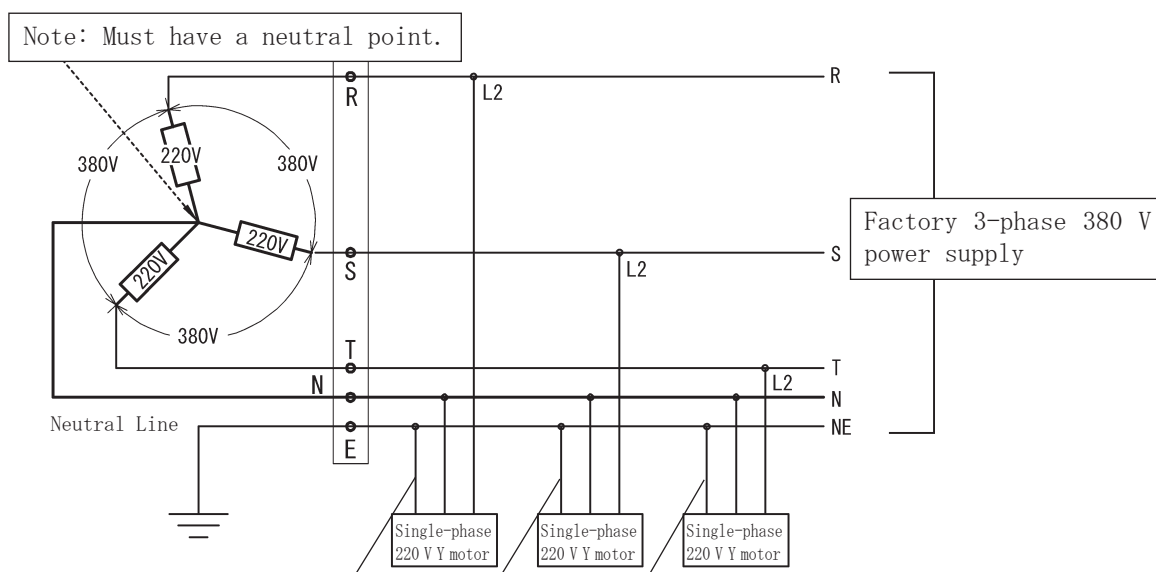 Note: Must have a neutral point.
R
L2
R
220V
380V
380V
Factory 3-phase 380 V
power supply
220V
S
L2
S
220V
380V
T
T
L2
N
N
Neutral Line
NE
E
Single-phase
220 V Y motor
Single-phase
220 V Y motor
Single-phase
220 V Y motor